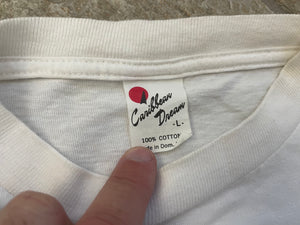 Caribbean
Dream
-L-
100% COTTON
de in Dom.